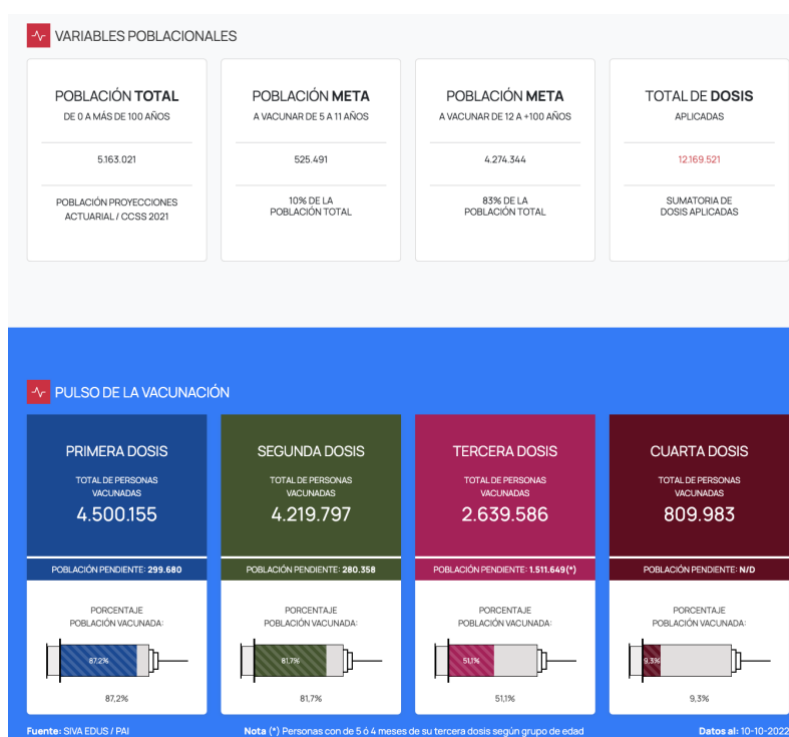 VARIABLES POBLACIONALES
POBLACIÓN TOTAL
DE 0 A MÁS DE 100 AÑOS
5.163.021
POBLACIÓN PROYECCIONES
ACTUARIAL / CCSS 2021
POBLACIÓN META
A VACUNAR DE 5 A 11 AÑOS
525.491
10% DE LA
POBLACIÓN TOTAL
POBLACIÓN META
A VACUNAR DE 12 A +100 AÑOS
4.274.344
83% DE LA
POBLACIÓN TOTAL
TOTAL DE DOSIS
APLICADAS
12.169.521
SUMATORIA DE
DOSIS APLICADAS
PULSO DE LA VACUNACIÓN
PRIMERA DOSIS
TOTAL DE PERSONAS
VACUNADAS
4.500.155
POBLACIÓN PENDIENTE: 299.680
PORCENTAJE
POBLACIÓN VACUNADA:
87,2%
87,2%
SEGUNDA DOSIS
TOTAL DE PERSONAS
VACUNADAS
4.219.797
POBLACIÓN PENDIENTE: 280.358
PORCENTAJE
POBLACIÓN VACUNADA:
81,7%
81,7%
TERCERA DOSIS
TOTAL DE PERSONAS
VACUNADAS
2.639.586
POBLACIÓN PENDIENTE: 1.511.649(*)
PORCENTAJE
POBLACIÓN VACUNADA:
51,1%
51,1%
CUARTA DOSIS
TOTAL DE PERSONAS
VACUNADAS
809.983
POBLACIÓN PENDIENTE: N/D
PORCENTAJE
POBLACIÓN VACUNADA:
9,3%
9,3%
Fuente: SIVA EDUS / PAI
Nota (*) Personas con de 5 ó 4 meses de su tercera dosis según grupo de edad
Datos al: 10-10-2022